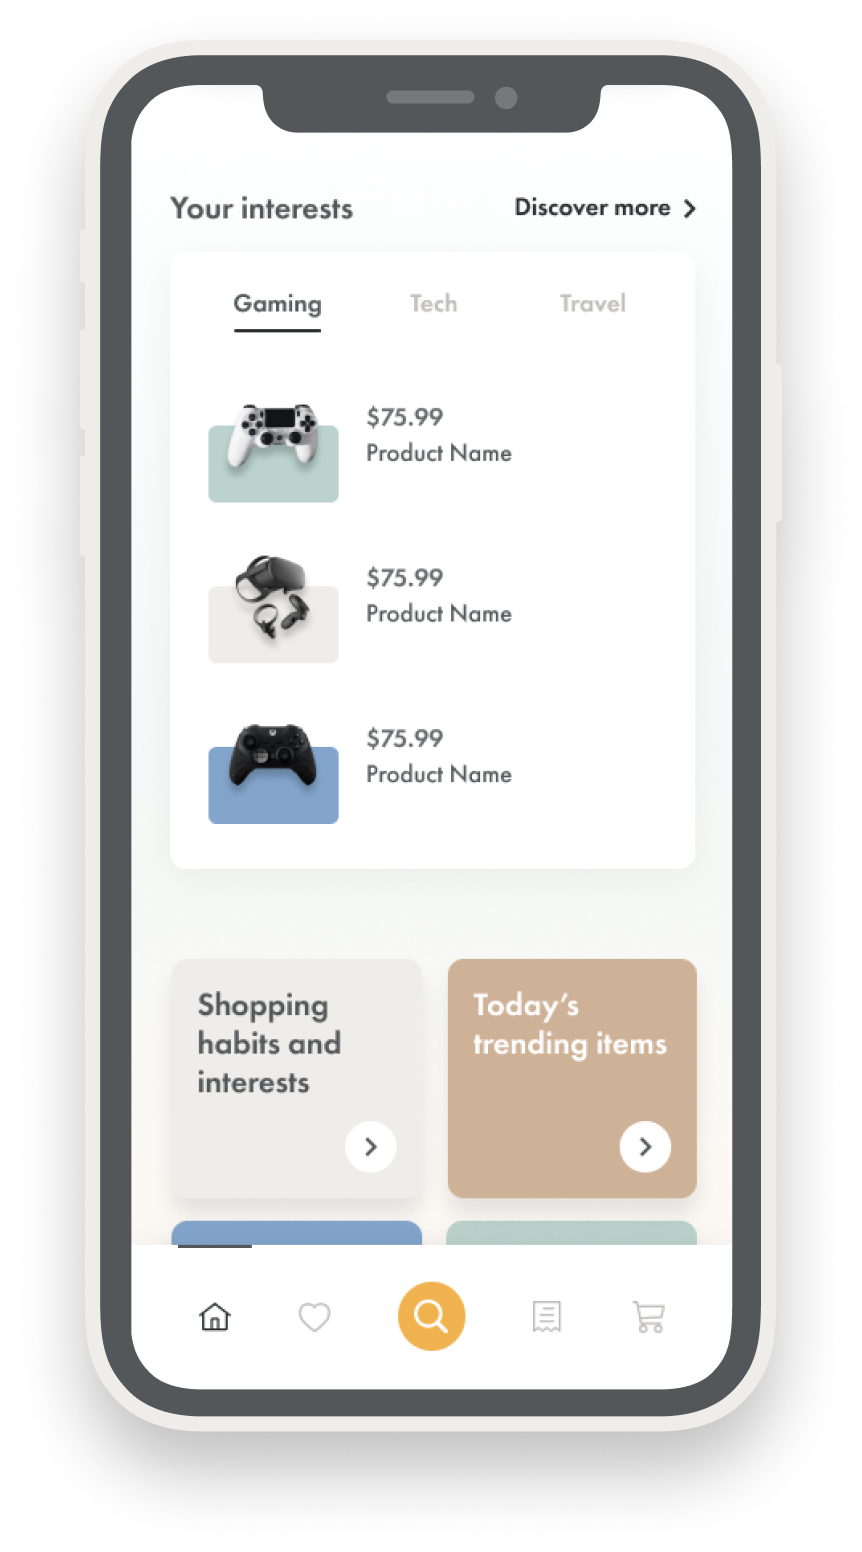 Your interests
Discover more
Gaming
Tech
Travel
$75.99
Product Name
$75.99
Product Name
$75.99
Product Name
Shopping
habits and
interests
Today’s
trending items